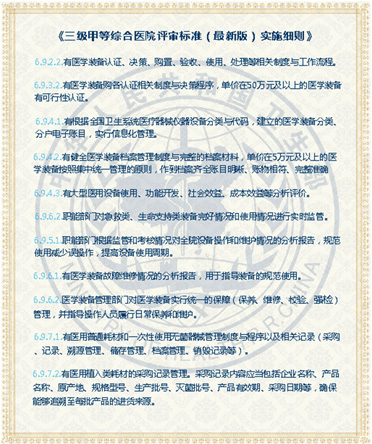 《三级甲等综合医院评审标准（最新版）实施细则》
6.9.2.2.有医学装备认证、决策、购置、验收、使用、处理等相关制度与工作流程。
6.9.3.2.有医学装备购各认证相关制度与决策程序，单价在50万元及以上的医学装备
有可行性认证。
6.9.4.1.有根据全国卫生系统医疗器械仪器设备分类与代码，建立的医学装备分类、
分户电子账目，实行信息化管理。
6.9.4.2.有健全医学装备档案管理制度与完整的档案材料，单价在5万元及以上的医
学装备按照集中统一管理的原则，作到档案齐全账目明晰、账物相符、完整准确
6.9.4.3.有大型医用设备使用、功能开发、社会效益、成本效益等分析评价。
6.9.6.2.职能部门对急救类、生命支持类装备完好情况和使用情况进行实时监管。
6.9.5.1.职能部门根据监管和考核情况对全院设备操作和维护情况的分析报告，规范
使用减少误操作，提高设备使用周期。
6.9.6.1.有医学装备故障维修情况的分析报告，用于指导装备的规范使用。
6.9.6.2.医学装备管理部门对医学装备实行统一的保障（保养、维修、校验、强检）
管理，并指导操作人员履行日常保养和维护。
6.9.7.1.有医用普通耗材和一次性使用无菌器械管理制度与程序以及相关记录（采购
、记录、溯源管理、储存管理、档案管理、销毁记录等）。
6.9.7.2.有医用植入类耗材的采购记录管理。采购记录内容应当包括企业名称、产品
名称、原产地、规格型号、生产批号、灭菌批号、产品有效期、采购日期等，确保
能够追溯至每批产品的进货来源。